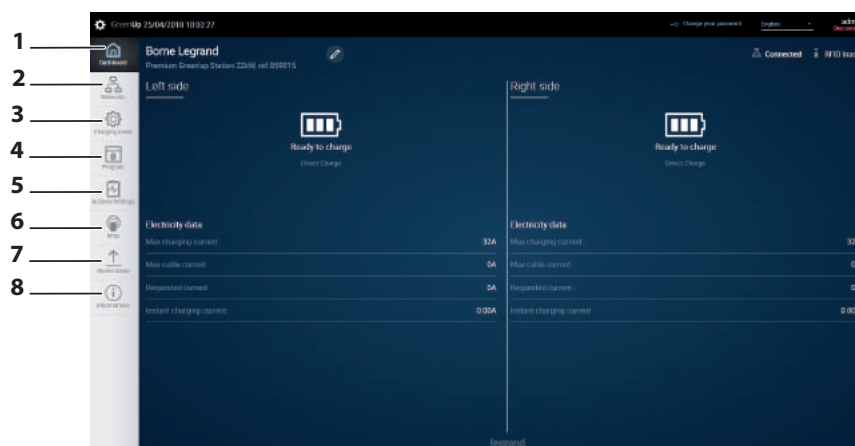 GreenUp 25/04/2018 10:03:27
Change your password
English
Borne Legrand
Premium GreenUp Station 22kW, ref 059015
Connected
1
Dashboard
2
Networks
3
Charging mode
4
Program
5
6
RFID
7
8
Left side
Ready to charge
Direct Charge
Electricity data
Max charging current 32A
Max cable current 0A
Requested current 0A
Instant charging current 0.00A
Right side
Ready to charge
Direct Charge
Electricity data
Max charging current
Max cable current
Requested current
Instant charging current
legrand